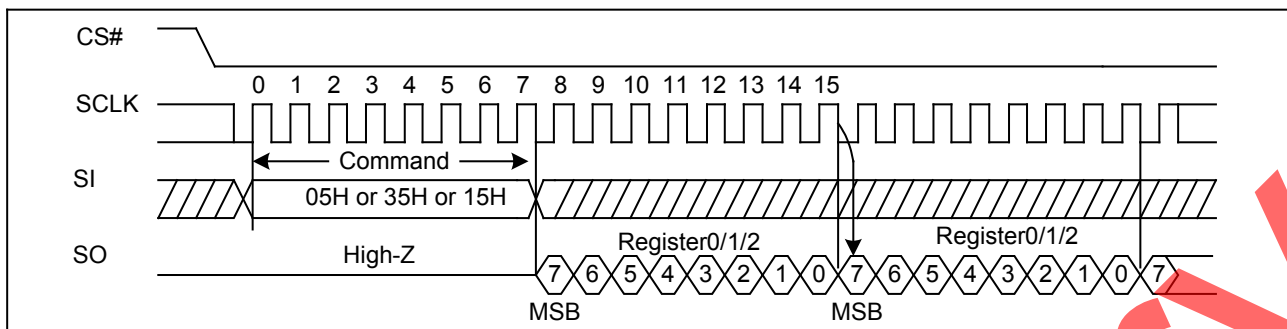 CS#
0 1 2 3 4 5 6 7 8 9 10 11 12 13 14 15
SCLK
Command
SI
05H or 35H or 15H
Register0/1/2 Register0/1/2
SO High-Z
7 6 5 4 3 2 1 0 7 6 5 4 3 2 1 0 7
MSB MSB